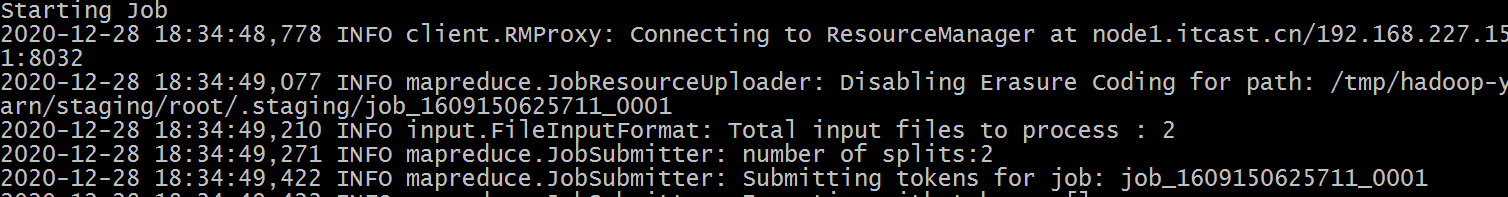 Starting Job
2020-12-28 18:34:48,778 INFO client.RMProxy: Connecting to ResourceManager at node1.itcast.cn/192.168.227.15
1:8032
2020-12-28 18:34:49,077 INFO mapreduce.JobResourceUploader: Disabling Erasure Coding for path: /tmp/hadoop-y
arn/staging/root/.staging/job_1609150625711_0001
2020-12-28 18:34:49,210 INFO input.FileInputFormat: Total input files to process : 2
2020-12-28 18:34:49,271 INFO mapreduce.JobSubmitter: number of splits:2
2020-12-28 18:34:49,422 INFO mapreduce.JobSubmitter: Submitting tokens for job: job_1609150625711_0001